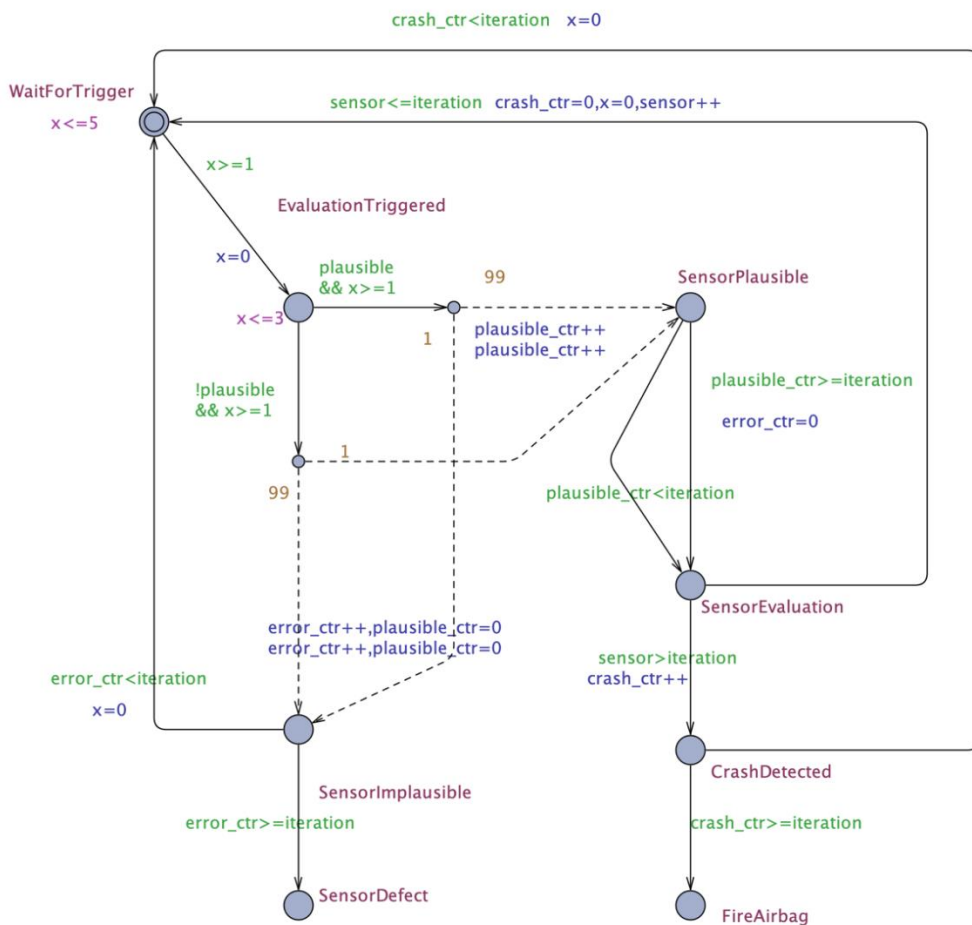 crash_ctr<iteration x=0
WaitForTrigger
x<=5
sensor<=iteration crash_ctr=0,x=0,sensor++
x>=1
EvaluationTriggered
x=0
x<=3
plausible
&& x>=1
99
1
plausible_ctr++
plausible_ctr++
SensorPlausible
!plausible
&& x>=1
plausible_ctr>=iteration
error_ctr=0
1
99
plausible_ctr<iteration
SensorEvaluation
error_ctr++,plausible_ctr=0
error_ctr++,plausible_ctr=0
sensor>iteration
crash_ctr++
error_ctr<iteration
x=0
CrashDetected
SensorImplausible
error_ctr>=iteration
crash_ctr>=iteration
SensorDefect
FireAirbag